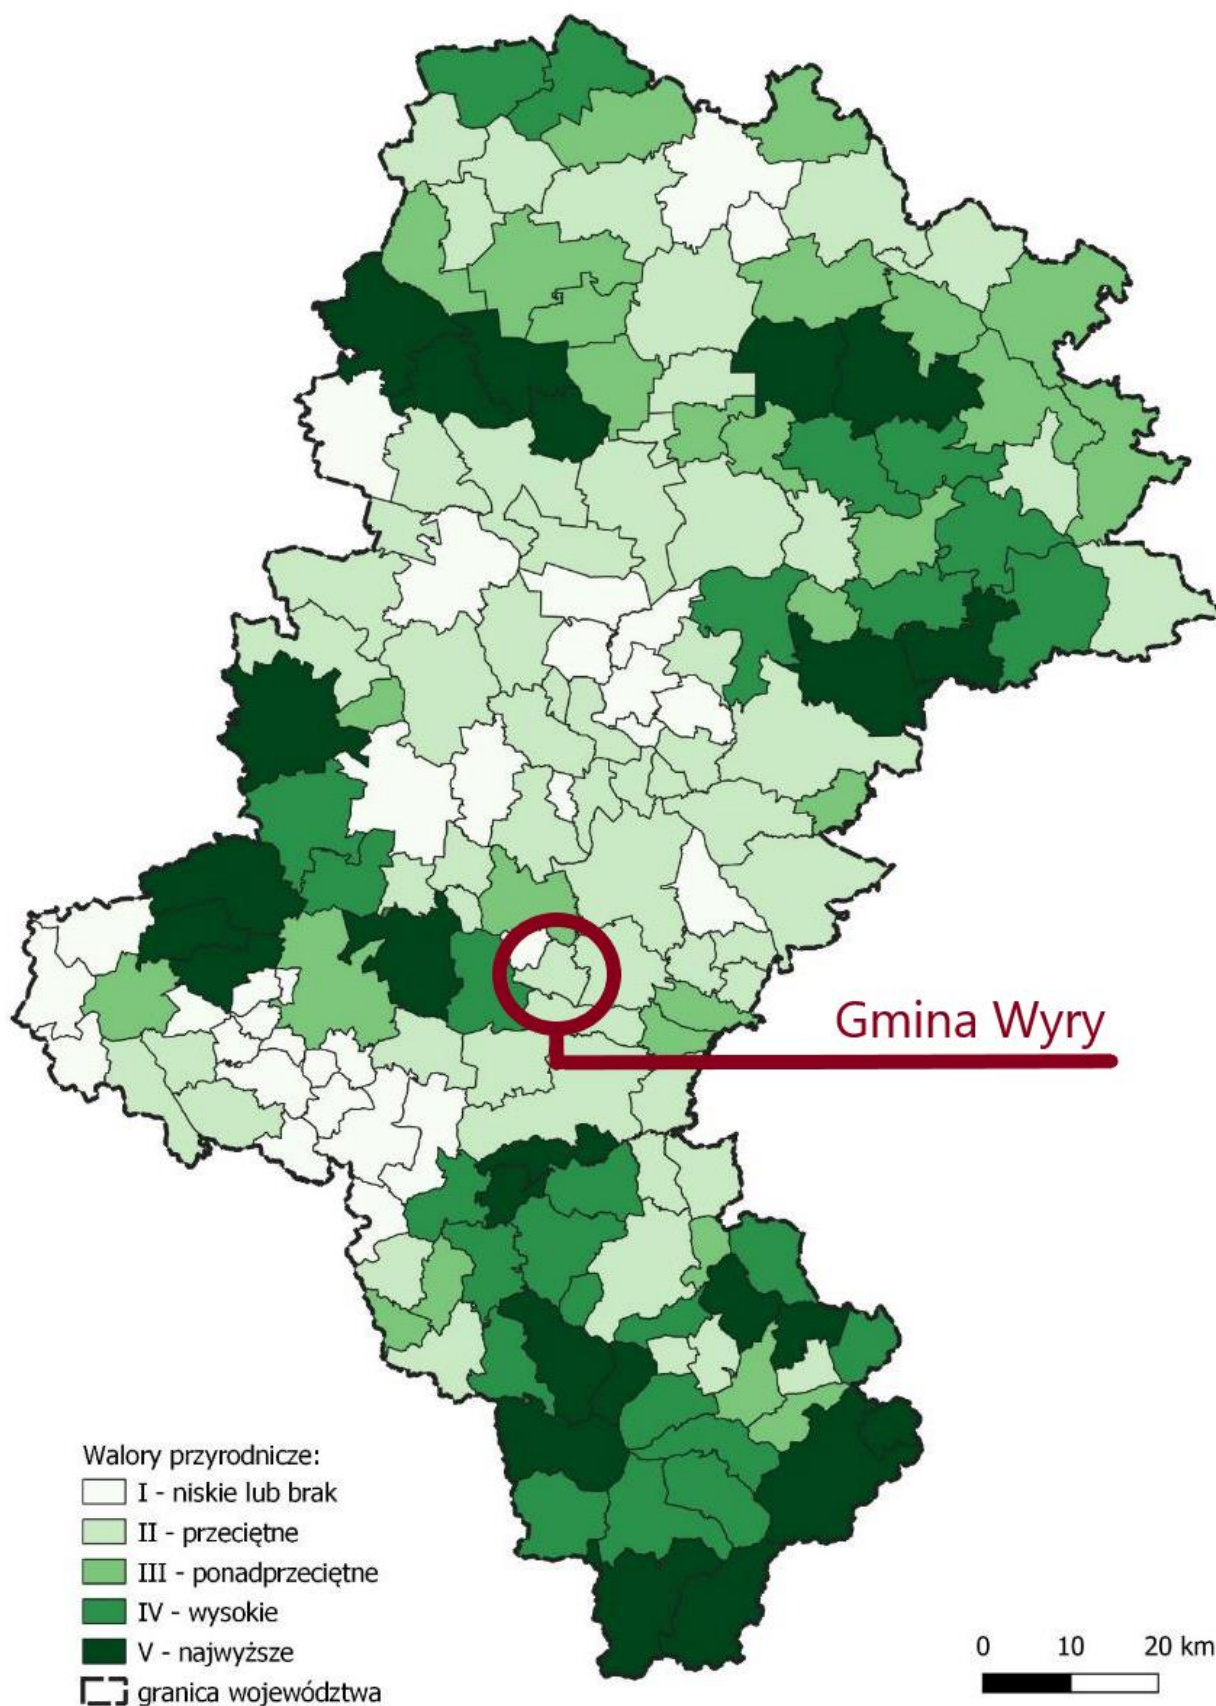 Gmina Wyry
Walory przyrodnicze:
I - niskie lub brak
II - przeciętne
III - ponadprzeciętne
IV - wysokie
V - najwyższe
granica województwa
0 10 20 km